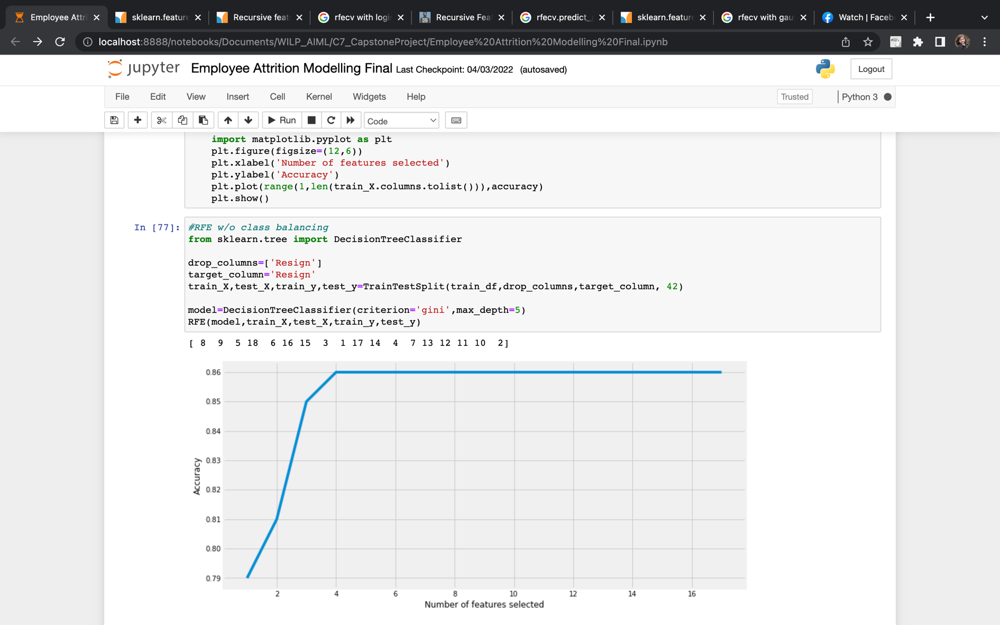 Employee Attri
sklearn.feature
Recursive feat
rfecv with logi
Recursive Fea
rfecv.predict_
sklearn.feature
rfecv with gau
Watch | Faceb
localhost:8888/notebooks/Documents/WILP_AIML/C7_CapstoneProject/Employee%20Attrition%20Modelling%20Final.ipynb
jupyter Employee Attrition Modelling Final Last Checkpoint: 04/03/2022 (autosaved)
Logout
File Edit View Insert Cell Kernel Widgets Help
Trusted
Python 3
Run
Code
import matplotlib.pyplot as plt
plt.figure(figsize=(12,6))
plt.xlabel('Number of features selected')
plt.ylabel('Accuracy')
plt.plot(range(1,len(train_X.columns.tolist())),accuracy)
plt.show()
In [77]:
#RFE w/o class balancing
from sklearn.tree import DecisionTreeClassifier
drop_columns=['Resign']
target_column='Resign'
train_X,test_X,train_y,test_y=TrainTestSplit(train_df,drop_columns,target_column, 42)
model=DecisionTreeClassifier(criterion='gini',max_depth=5)
RFE(model,train_X,test_X,train_y,test_y)
[ 8  9  5 18  6 16 15  3  1 17 14  4  7 13 12 11 10  2]
0.86
0.85
0.84
0.83
0.82
0.81
0.80
0.79
Accuracy
2 4 6 8 10 12 14 16
Number of features selected